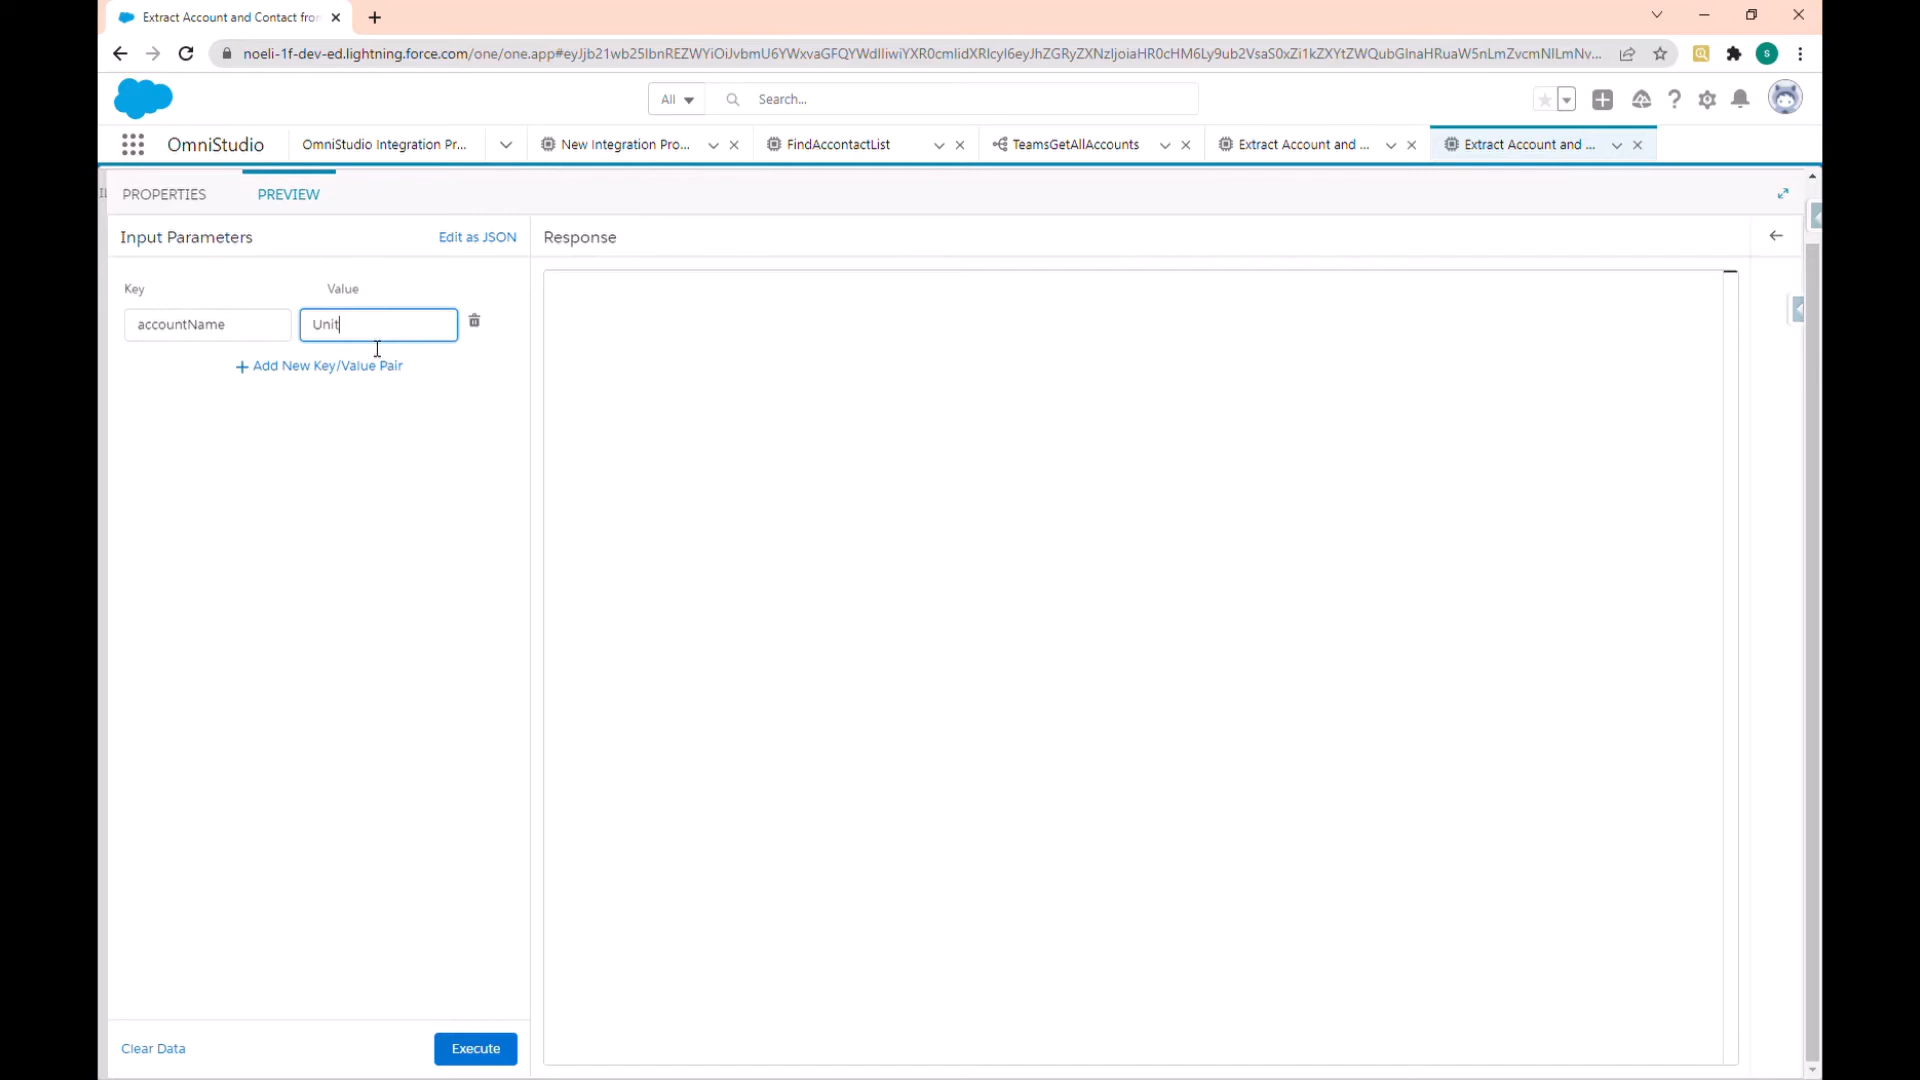 Extract Account and Contact fro
noeli-1f-dev-ed.lightning.force.com/one/one.app#
All
Search...
OmniStudio
OmniStudio Integration Pr...
New Integration Pro...
FindAccontactList
TeamsGetAllAccounts
Extract Account and ...
Extract Account and ...
PROPERTIES
PREVIEW
Input Parameters
Edit as JSON
Response
Key
Value
accountName
Unit
+ Add New Key/Value Pair
Clear Data
Execute
S